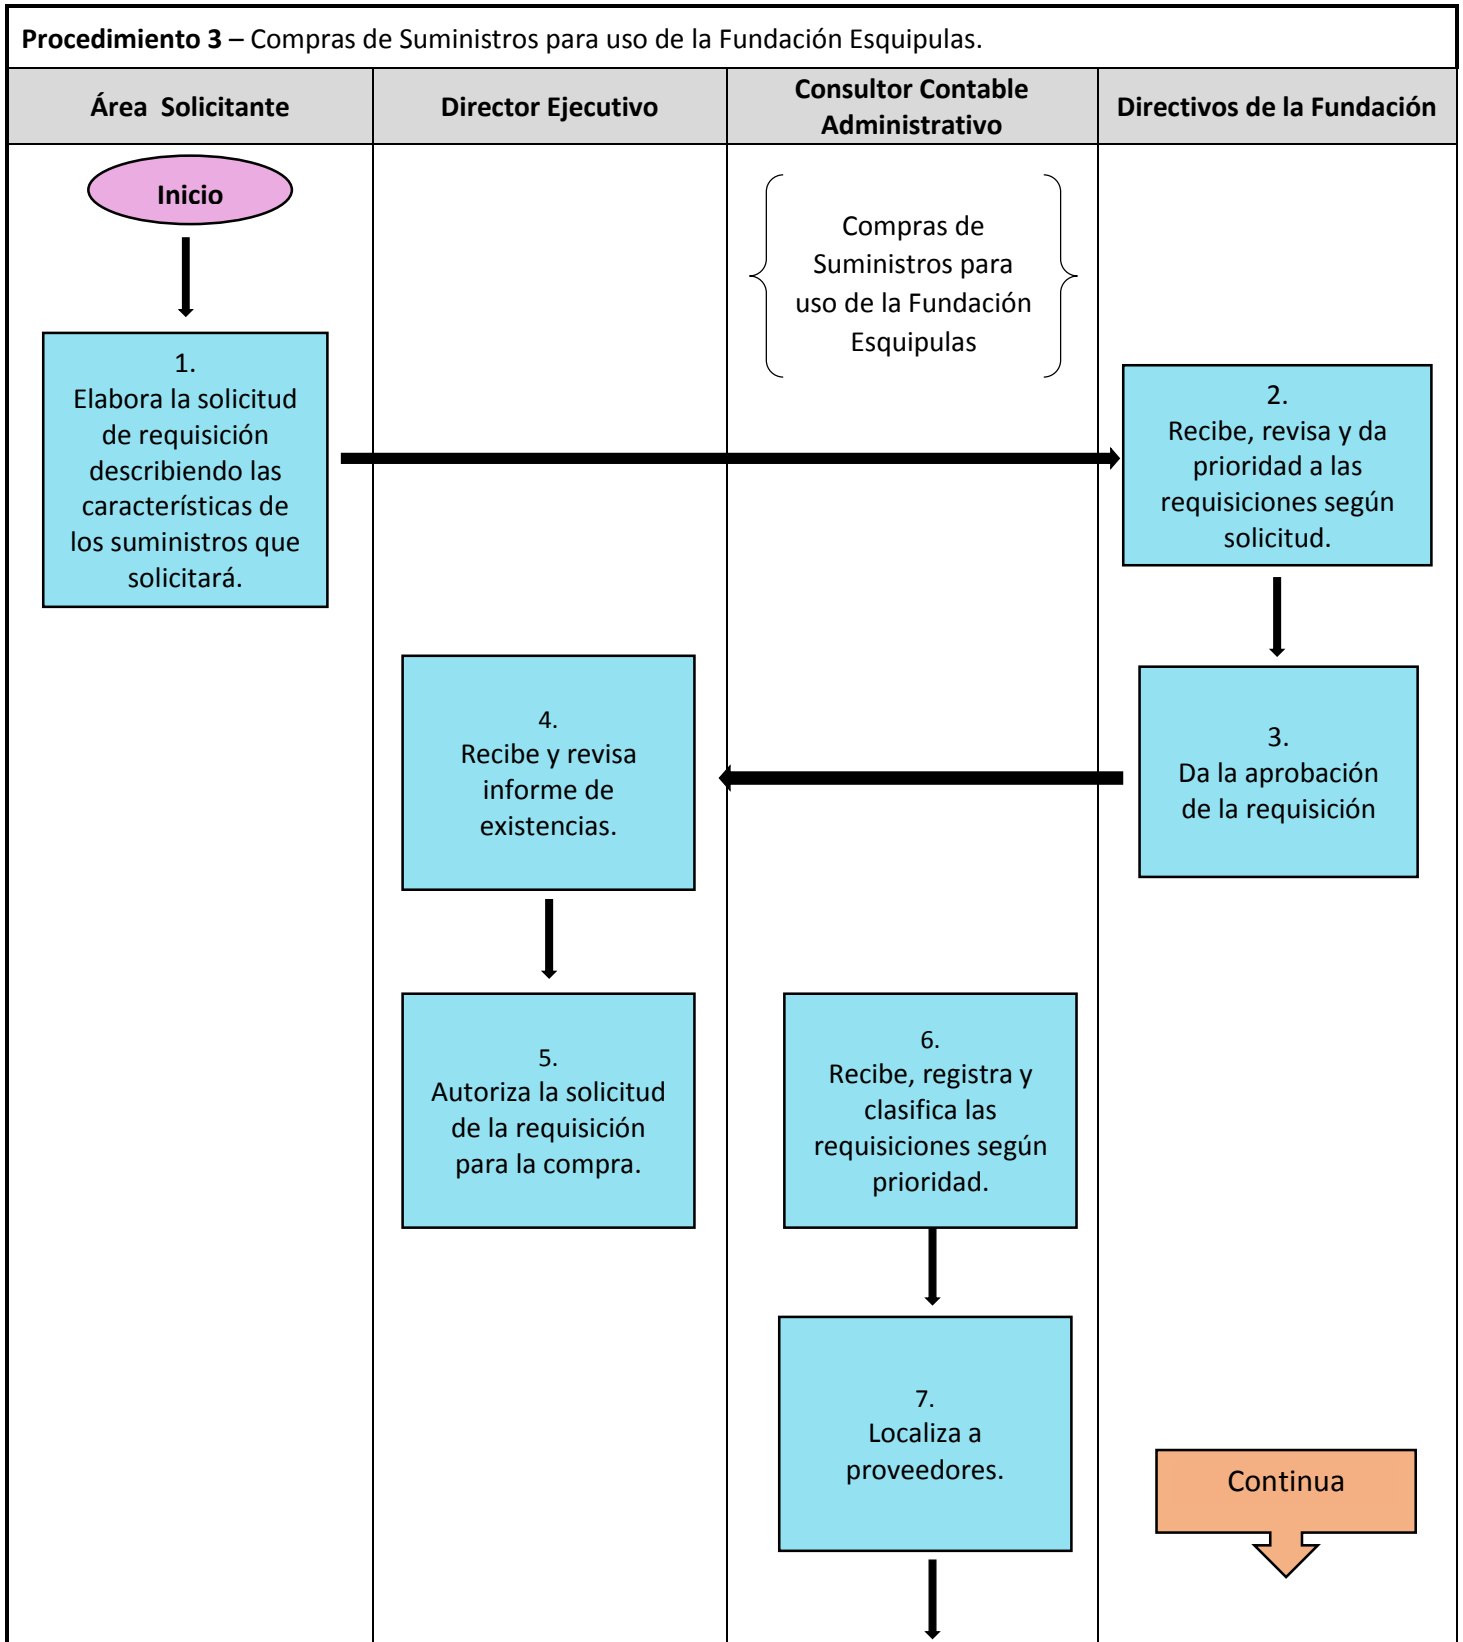 Procedimiento 3 – Compras de Suministros para uso de la Fundación Esquipulas.
Área  Solicitante
Director Ejecutivo
Consultor Contable
Administrativo
Directivos de la Fundación
Inicio
Compras de
Suministros para
uso de la Fundación
Esquipulas
1.
Elabora la solicitud
de requisición
describiendo las
características de
los suministros que
solicitará.
2.
Recibe, revisa y da
prioridad a las
requisiciones según
solicitud.
3.
Da la aprobación
de la requisición
4.
Recibe y revisa
informe de
existencias.
5.
Autoriza la solicitud
de la requisición
para la compra.
6.
Recibe, registra y
clasifica las
requisiciones según
prioridad.
7.
Localiza a
proveedores.
Continua